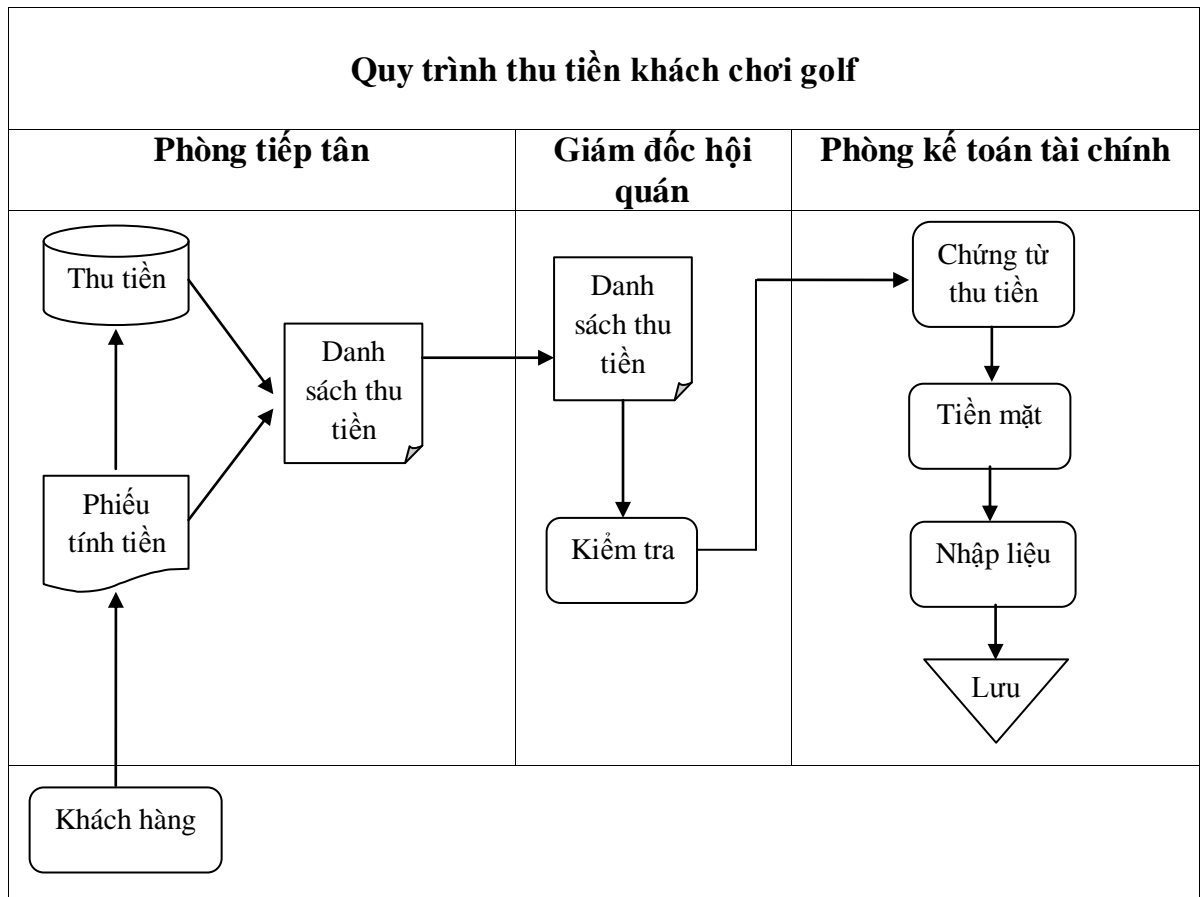 Quy trình thu tiền khách chơi golf
Phòng tiếp tân
Giám đốc hội
quán
Phòng kế toán tài chính
Thu tiền
Danh
sách thu
tiền
Phiếu
tính tiền
Danh
sách thu
tiền
Kiểm tra
Chứng từ
thu tiền
Tiền mặt
Nhập liệu
Lưu
Khách hàng